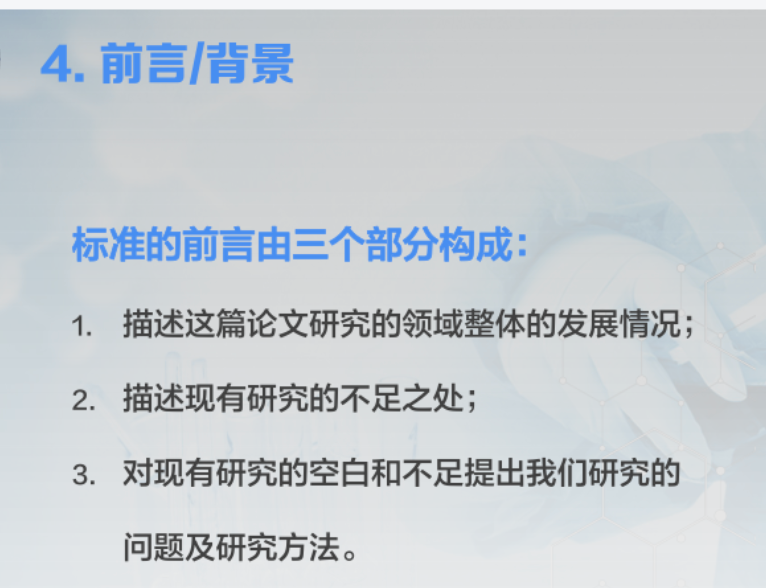 4. 前言/背景
标准的前言由三个部分构成：
1. 描述这篇论文研究的领域整体的发展情况；
2. 描述现有研究的不足之处；
3. 对现有研究的空白和不足提出我们研究的
问题及研究方法。